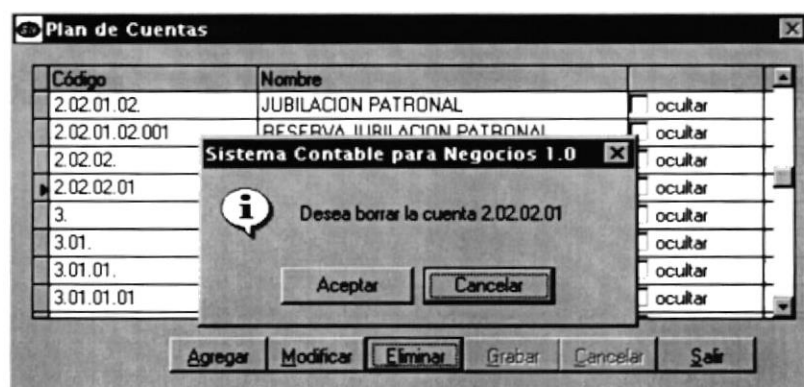 Plan de Cuentas
Código Nombre
2.02.01.02. JUBILACION PATRONAL ocultar
2.02.01.02.001 RESERVA JUBILACION PATRONAL ocultar
2.02.02. ocultar
2.02.02.01 ocultar
3. ocultar
3.01. ocultar
3.01.01. ocultar
3.01.01.01 ocultar
Sistema Contable para Negocios 1.0
Desea borrar la cuenta 2.02.02.01
Aceptar Cancelar
Agregar Modificar Eliminar Grabar Cancelar Salir